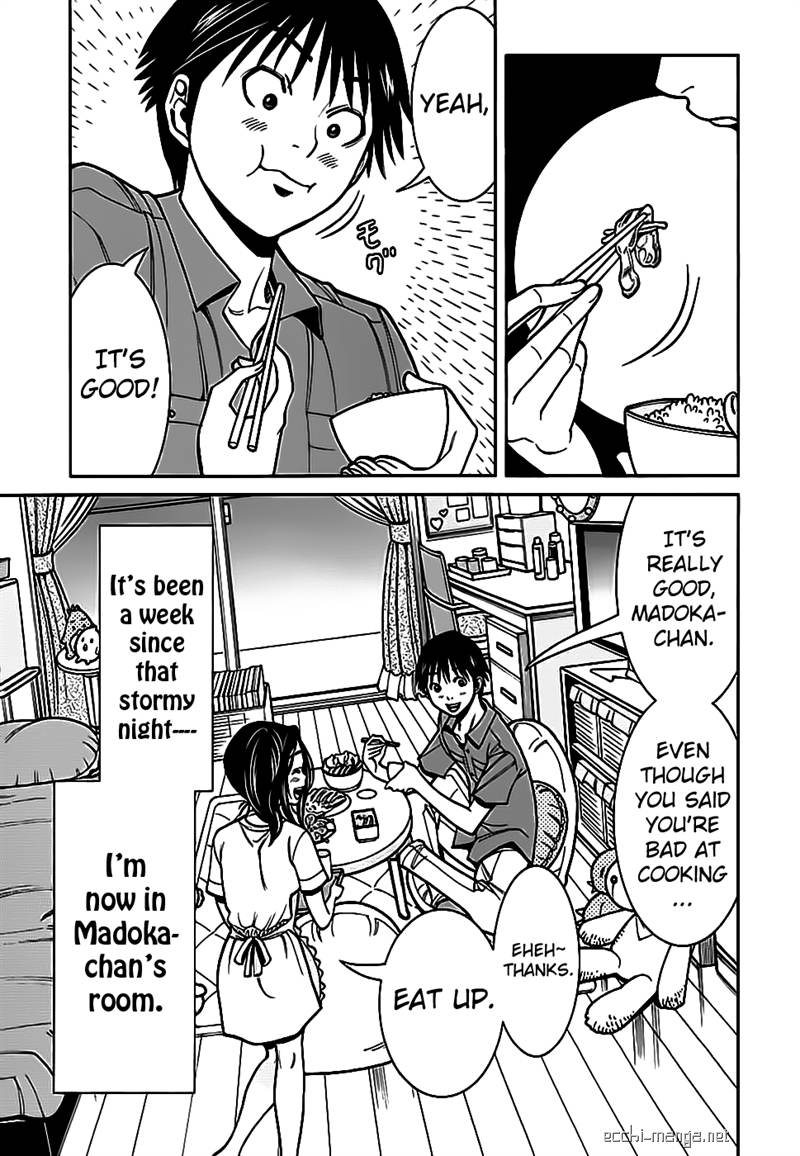 YEAH,
モグ
IT'S
GOOD!
It's been
a week
since
that
stormy
night----
I'm
now in
Madoka-
chan's
room.
IT'S
REALLY
GOOD,
MADOKA-
CHAN.
EVEN
THOUGH
YOU SAID
YOU'RE
BAD AT
COOKING
...
EHEH~
THANKS.
EAT UP.
ecchi-manga.net